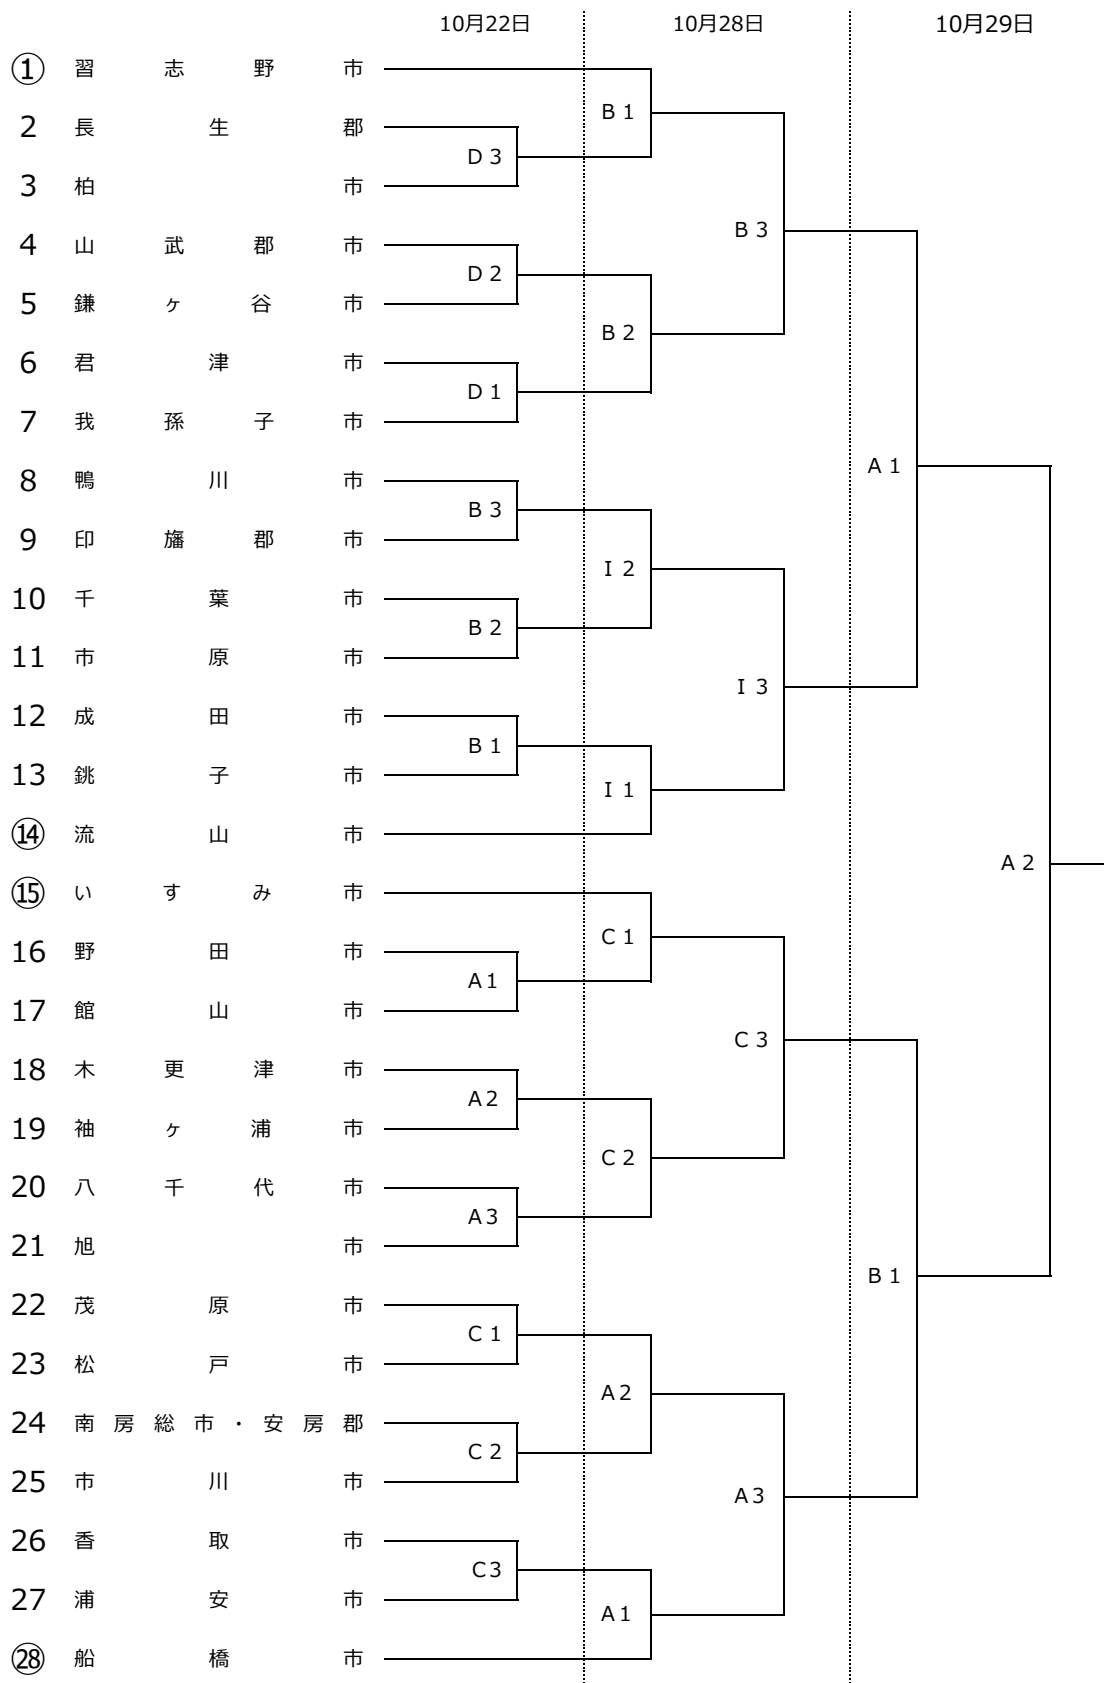 10月22日 10月28日 10月29日
① 習志野市
B 1
2 長生郡
D 3
3 柏市
B 3
4 山武郡市
D 2
5 鎌ヶ谷市
B 2
6 君津市
D 1
7 我孫子市
A 1
8 鴨川市
B 3
9 印旛郡市
I 2
10 千葉市
B 2
11 市原市
I 3
12 成田市
B 1
13 銚子市
I 1
⑭ 流山市
A 2
⑮ いすみ市
C 1
16 野田市
A 1
17 館山市
C 3
18 木更津市
A 2
19 袖ヶ浦市
C 2
20 八千代市
A 3
21 旭市
B 1
22 茂原市
C 1
23 松戸市
A 2
24 南房総市・安房郡
C 2
25 市川市
A 3
26 香取市
C3
27 浦安市
A 1
㉘ 船橋市